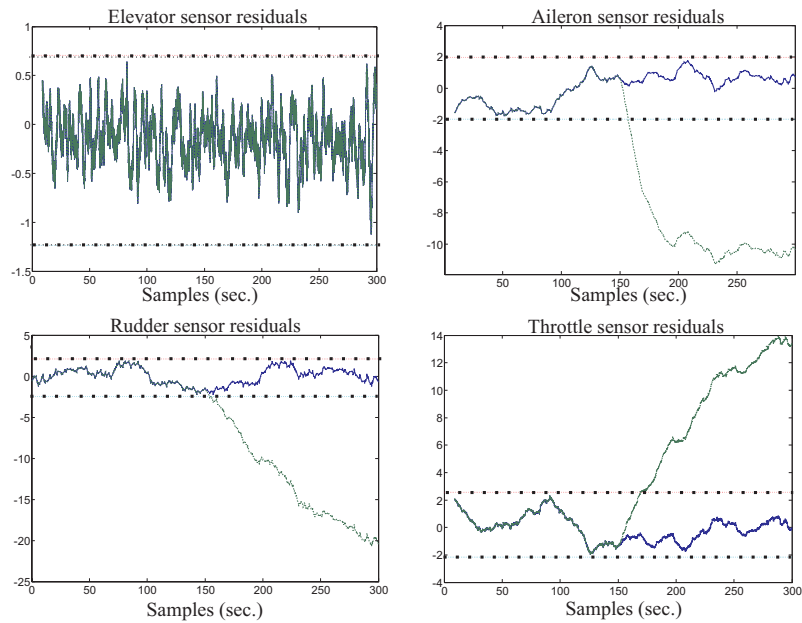 Elevator sensor residuals
1
0.5
0
-0.5
-1
-1.5
0 50 100 150 200 250 300
Samples (sec.)
Aileron sensor residuals
4
2
0
-2
-4
-6
-8
-10
0 50 100 150 200 250
Samples (sec.)
Rudder sensor residuals
5
0
-5
-10
-15
-20
-25
0 50 100 150 200 250 300
Samples (sec.)
Throttle sensor residuals
14
12
10
8
6
4
2
0
-2
-4
0 50 100 150 200 250 300
Samples (sec.)